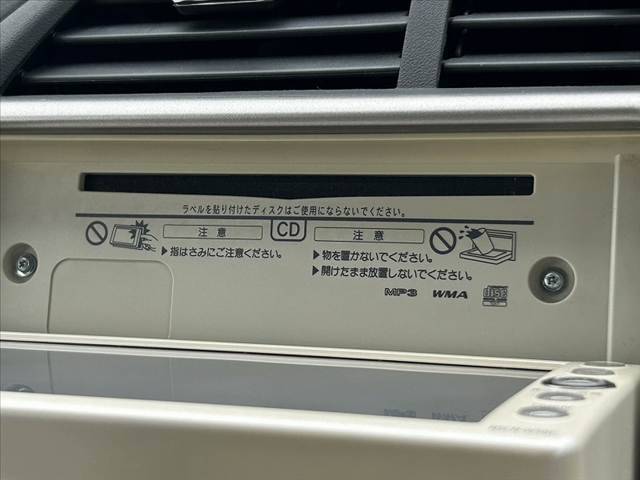 ラベルを貼り付けたディスクはご使用にならないでください。
注意
▶指はさみにご注意ください。
CD
注意
▶物を置かないでください。
▶開けたまま放置しないでください。
MP3 WMA disc